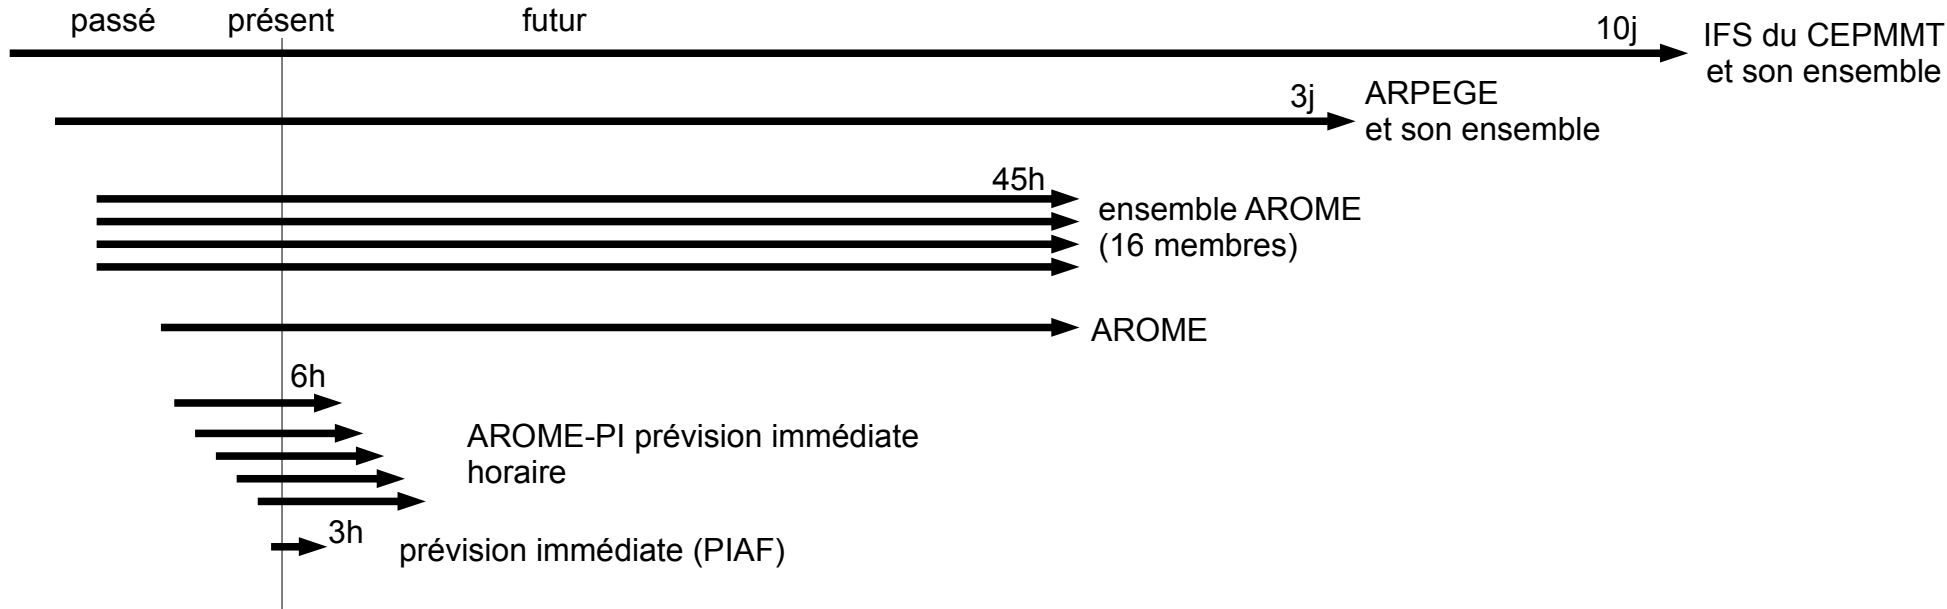 passé présent futur
10j
IFS du CEPMMT
et son ensemble
3j
ARPEGE
et son ensemble
45h
ensemble AROME
(16 membres)
AROME
6h
AROME-PI prévision immédiate
horaire
3h
prévision immédiate (PIAF)